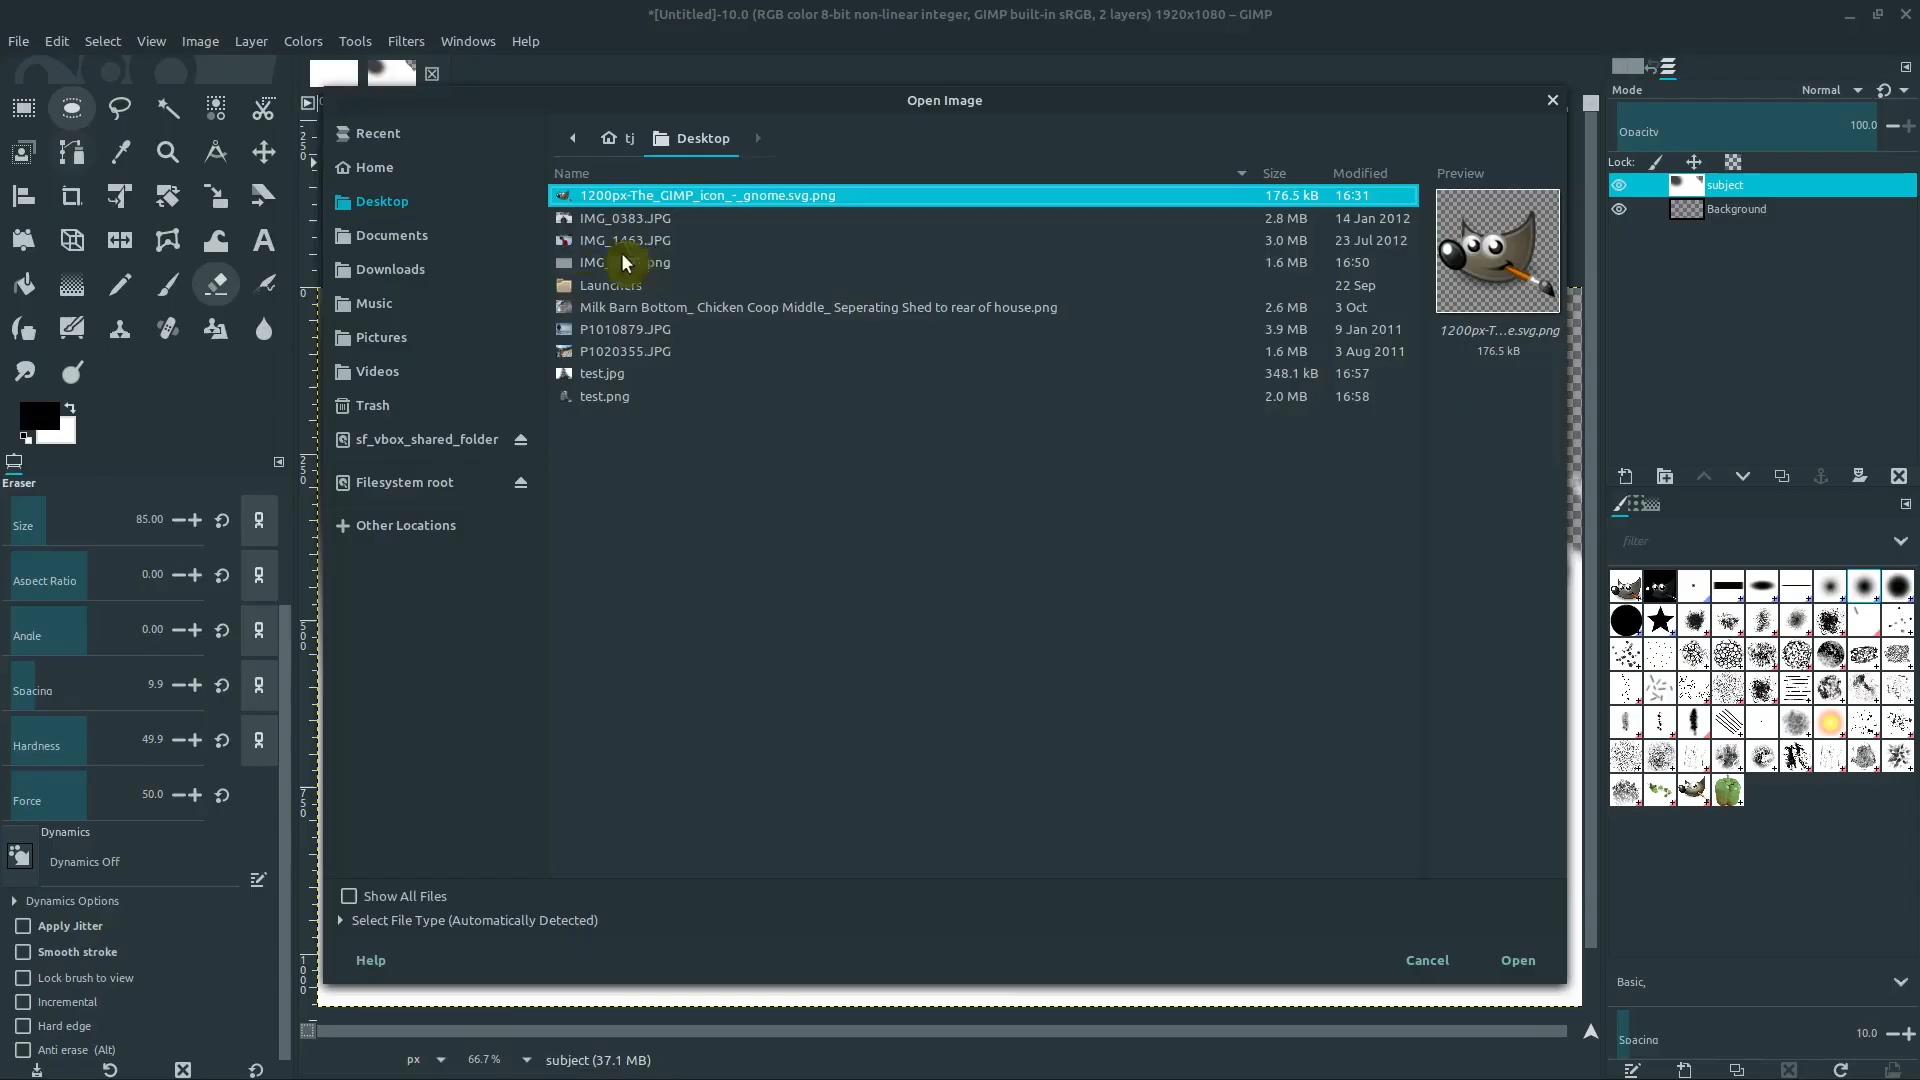 *[Untitled]-10.0 (RGB color 8-bit non-linear integer, GIMP built-in sRGB, 2 layers) 1920x1080 – GIMP
File Edit Select View Image Layer Colors Tools Filters Windows Help
Open Image
Recent
Home
Desktop
Documents
Downloads
Music
Pictures
Videos
Trash
sf_vbox_shared_folder
Filesystem root
Other Locations
tj Desktop
Name Size Modified
1200px-The_GIMP_icon_-_gnome.svg.png 176.5 kB 16:31
IMG_0383.JPG 2.8 MB 14 Jan 2012
IMG_1463.JPG 3.0 MB 23 Jul 2012
png 1.6 MB 16:50
Launchers 22 Sep
Milk Barn Bottom_ Chicken Coop Middle_ Seperating Shed to rear of house.png 2.6 MB 3 Oct
P1010879.JPG 3.9 MB 9 Jan 2011
P1020355.JPG 1.6 MB 3 Aug 2011
test.jpg 348.1 kB 16:57
test.png 2.0 MB 16:58
Preview
1200px-T…e.svg.png
176.5 kB
Show All Files
Select File Type (Automatically Detected)
Help Cancel Open
Eraser
Size 85.00
Aspect Ratio 0.00
Angle 0.00
Spacing 9.9
Hardness 49.9
Force 50.0
Dynamics
Dynamics Off
Dynamics Options
Apply Jitter
Smooth stroke
Lock brush to view
Incremental
Hard edge
Anti erase (Alt)
px 66.7 % subject (37.1 MB)
Mode Normal
Opacity 100.0
Lock:
subject
Background
filter
Basic,
Spacing 10.0